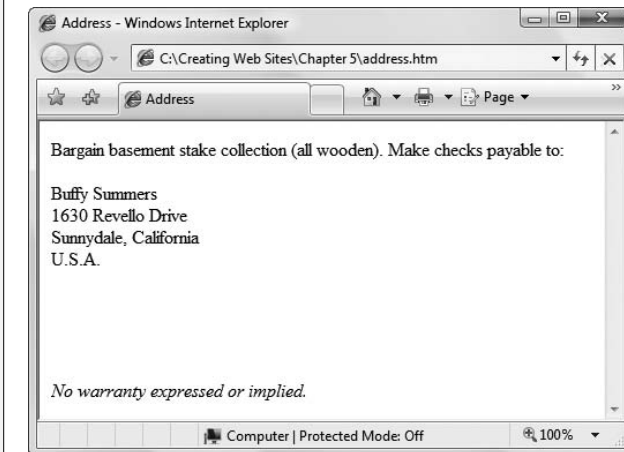 Address - Windows Internet Explorer
C:\Creating Web Sites\Chapter 5\address.htm
Address
Page
Bargain basement stake collection (all wooden). Make checks payable to:
Buffy Summers
1630 Revello Drive
Sunnydale, California
U.S.A.
No warranty expressed or implied.
Computer | Protected Mode: Off
100%